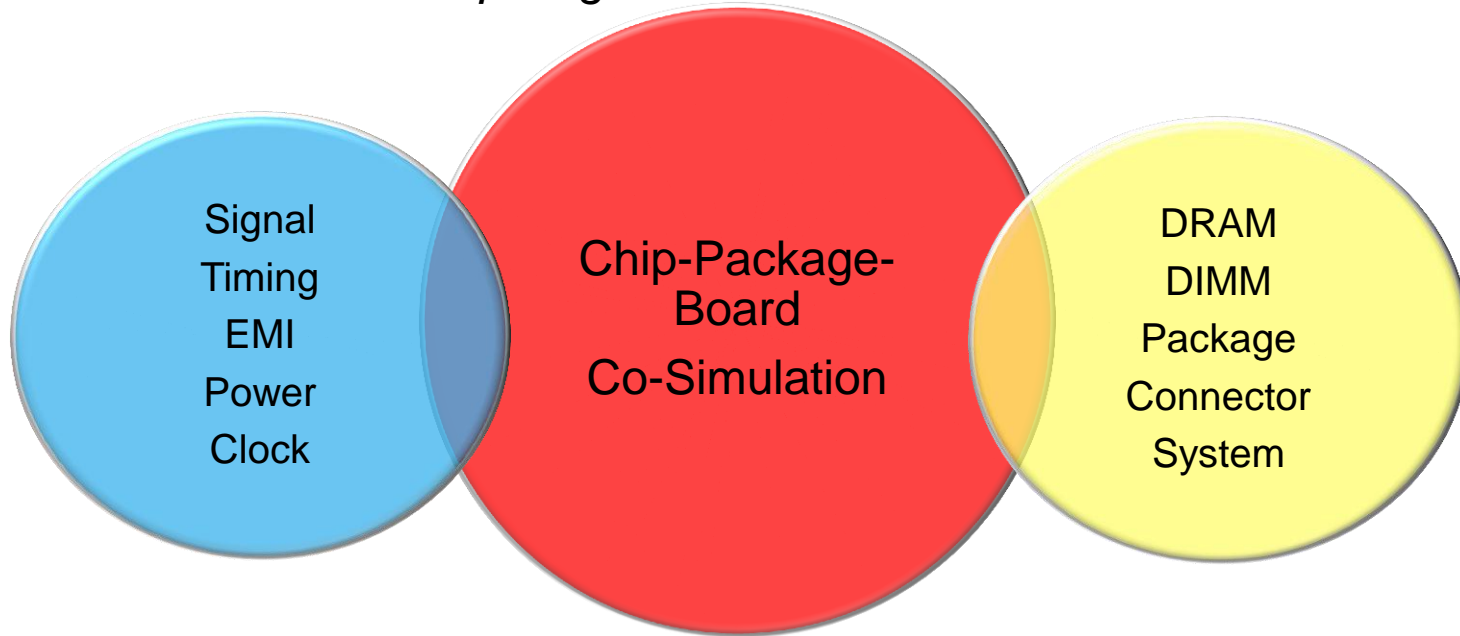 Signal
Timing
EMI
Power
Clock
Chip-Package-
Board
Co-Simulation
DRAM
DIMM
Package
Connector
System